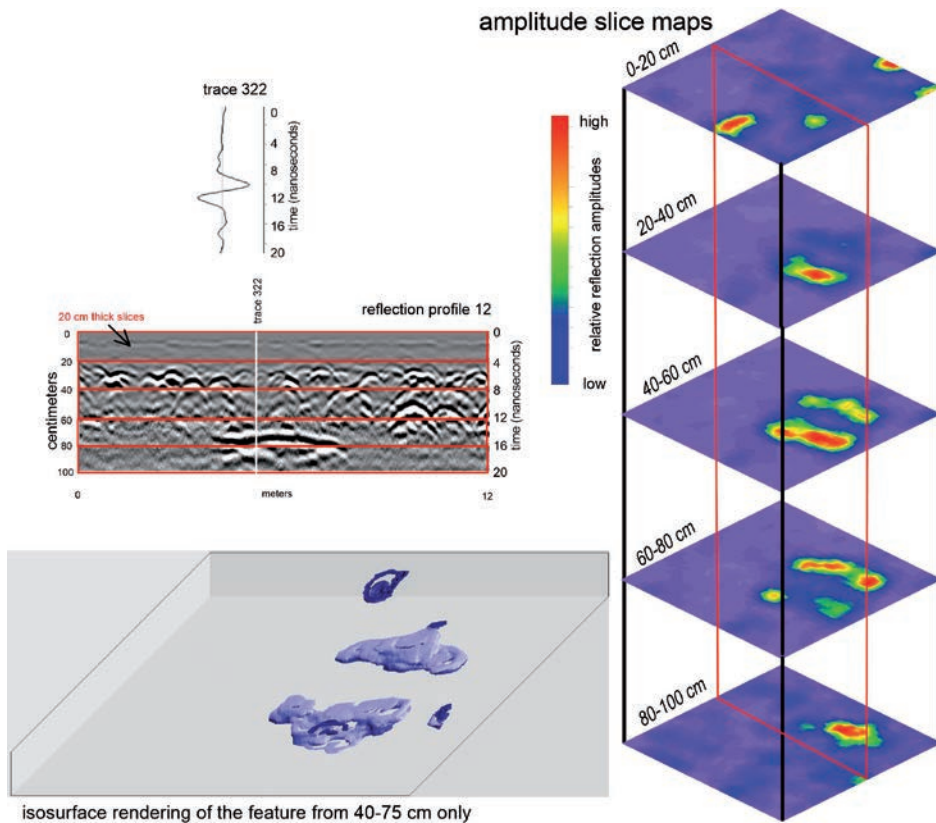 amplitude slice maps
trace 322
0
4
8
12
16
20
time (nanoseconds)
trace 322
reflection profile 12
20 cm thick slices
0
20
40
60
80
100
centimeters
0
4
8
12
16
20
time (nanoseconds)
0
meters
12
isosurface rendering of the feature from 40-75 cm only
high
relative reflection amplitudes
low
0-20 cm
20-40 cm
40-60 cm
60-80 cm
80-100 cm